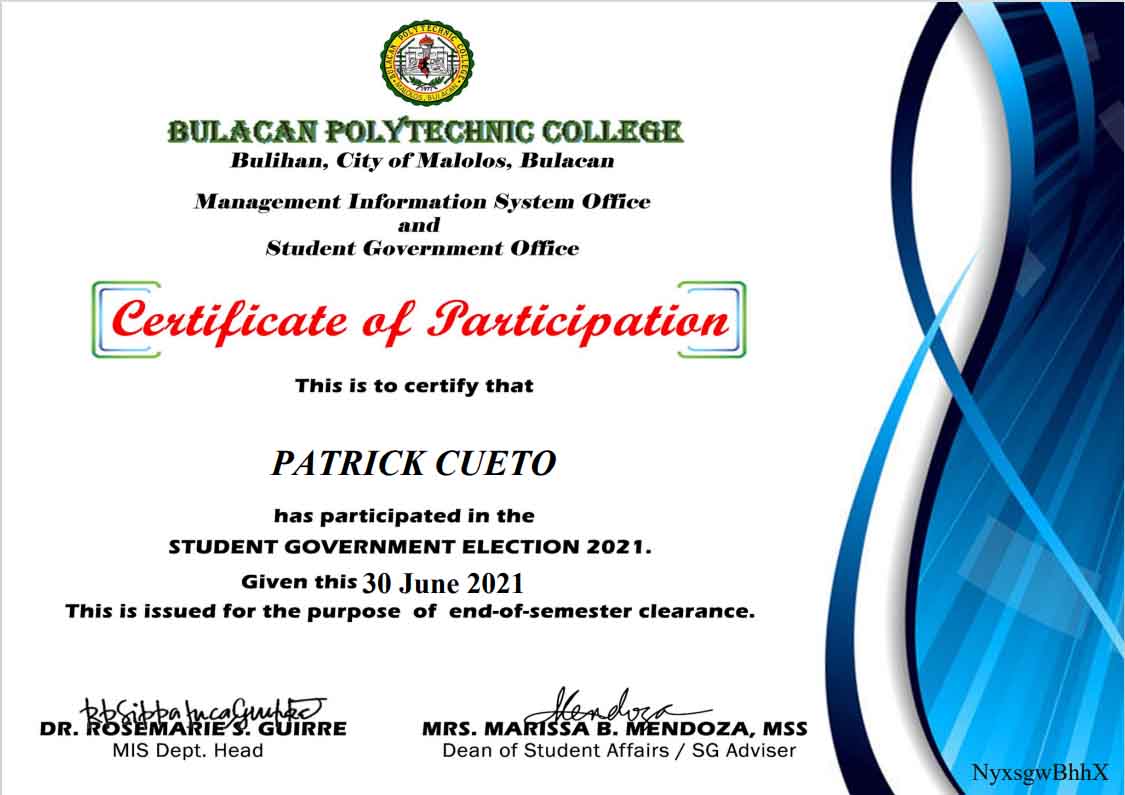 BULACAN POLYTECHNIC COLLEGE
MALOLOS, BULACAN
BULACAN POLYTECHNIC COLLEGE
Bulihan, City of Malolos, Bulacan
Management Information System Office
and
Student Government Office
Certificate of Participation
This is to certify that
PATRICK CUETO
has participated in the
STUDENT GOVERNMENT ELECTION 2021.
Given this 30 June 2021
This is issued for the purpose of end-of-semester clearance.
Mendoza
DR. ROSEMARIE S. GUIRRE
MRS. MARISSA B. MENDOZA, MSS
MIS Dept. Head
Dean of Student Affairs / SG Adviser
NyxsgwBhhX